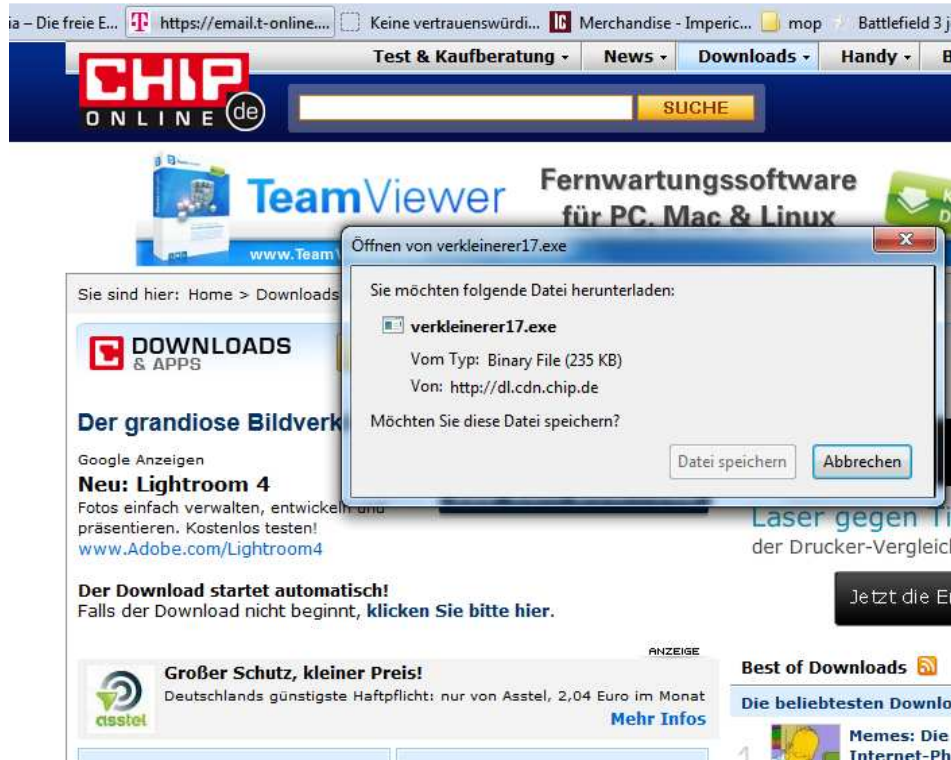 ia – Die freie E... https://email.t-online.... Keine vertrauenswürdi... Merchandise - Imperic... mop Battlefield 3 j
Test & Kaufberatung News Downloads Handy B
CHIP
ONLINE de
SUCHE
TeamViewer
Fernwartungssoftware
für PC, Mac & Linux
www.Team
Öffnen von verkleinerer17.exe
Sie möchten folgende Datei herunterladen:
verkleinerer17.exe
Vom Typ: Binary File (235 KB)
Von: http://dl.cdn.chip.de
Möchten Sie diese Datei speichern?
Datei speichern Abbrechen
Sie sind hier: Home > Downloads
DOWNLOADS
& APPS
Der grandiose Bildverk
Google Anzeigen
Neu: Lightroom 4
Fotos einfach verwalten, entwickeln und
präsentieren. Kostenlos testen!
www.Adobe.com/Lightroom4
Laser gegen Ti
der Drucker-Vergleich
Jetzt die E
Der Download startet automatisch!
Falls der Download nicht beginnt, klicken Sie bitte hier.
ANZEIGE
Großer Schutz, kleiner Preis!
Deutschlands günstigste Haftpflicht: nur von Asstel, 2,04 Euro im Monat
Mehr Infos
asstel
Best of Downloads
Die beliebtesten Downlo
1
Memes: Die
Internet-Ph